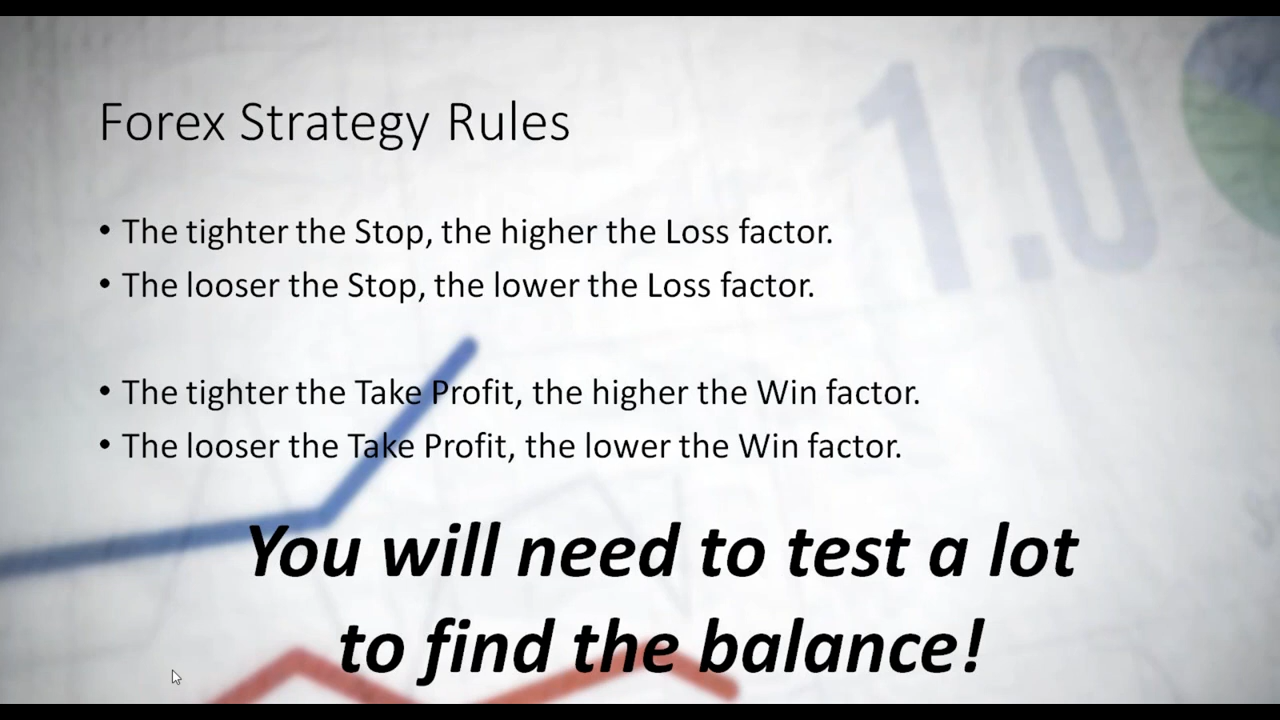 1.0
Forex Strategy Rules
• The tighter the Stop, the higher the Loss factor.
• The looser the Stop, the lower the Loss factor.
• The tighter the Take Profit, the higher the Win factor.
• The looser the Take Profit, the lower the Win factor.
You will need to test a lot
to find the balance!